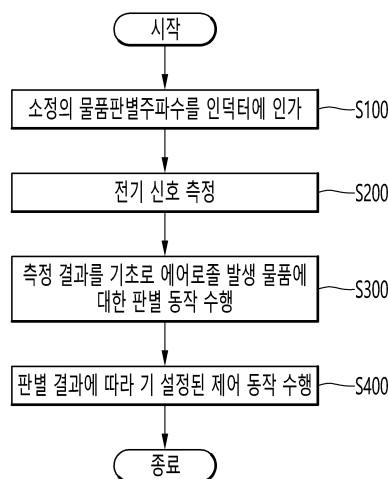 시작
소정의 물품판별주파수를 인덕터에 인가
S100
전기 신호 측정
S200
측정 결과를 기초로 에어로졸 발생 물품에
대한 판별 동작 수행
S300
판별 결과에 따라 기 설정된 제어 동작 수행
S400
종료